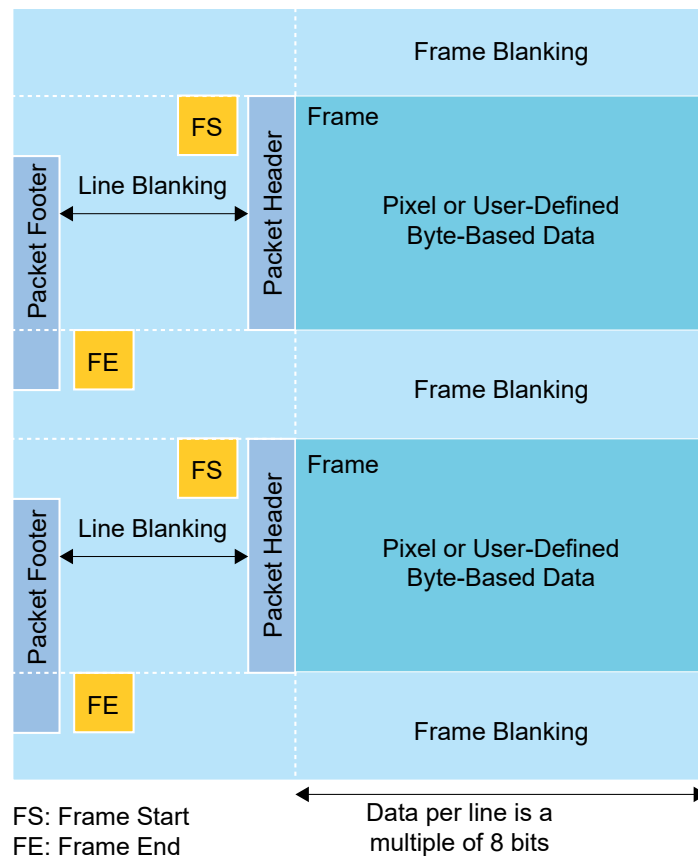 Frame Blanking
FS
Frame
Packet Header
Packet Footer
Line Blanking
Pixel or User-Defined
Byte-Based Data
FE
Frame Blanking
FS
Frame
Packet Header
Packet Footer
Line Blanking
Pixel or User-Defined
Byte-Based Data
FE
Frame Blanking
FS: Frame Start
FE: Frame End
Data per line is a
multiple of 8 bits